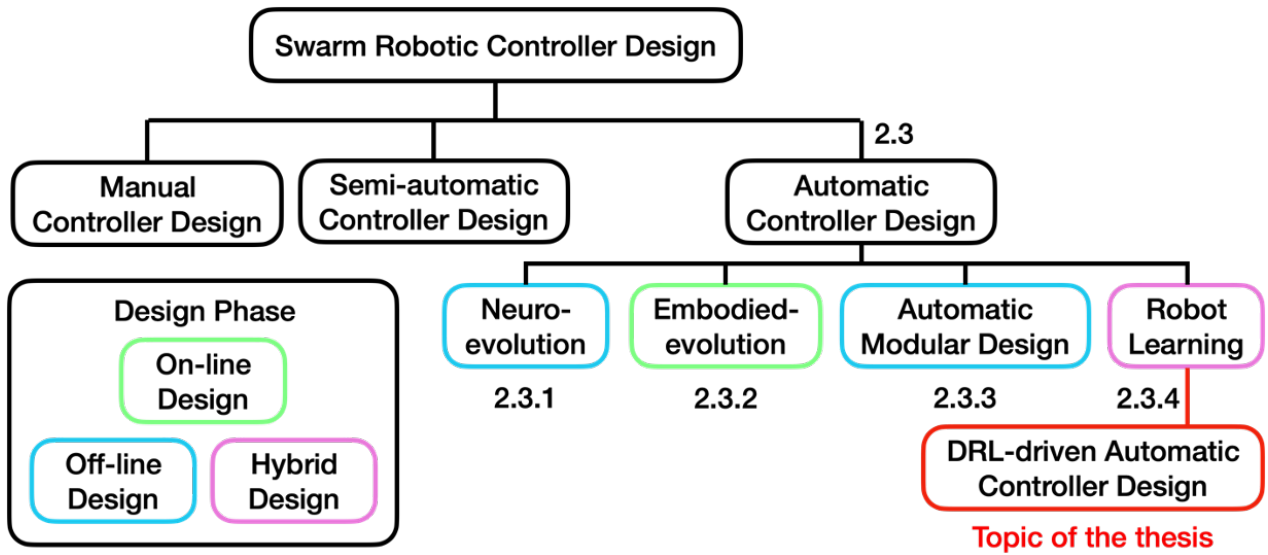 Swarm Robotic Controller Design
2.3
Manual
Controller Design
Semi-automatic
Controller Design
Automatic
Controller Design
Neuro-
evolution
Embodied-
evolution
Automatic
Modular Design
Robot
Learning
2.3.1
2.3.2
2.3.3
2.3.4
DRL-driven Automatic
Controller Design
Topic of the thesis
Design Phase
On-line
Design
Off-line
Design
Hybrid
Design